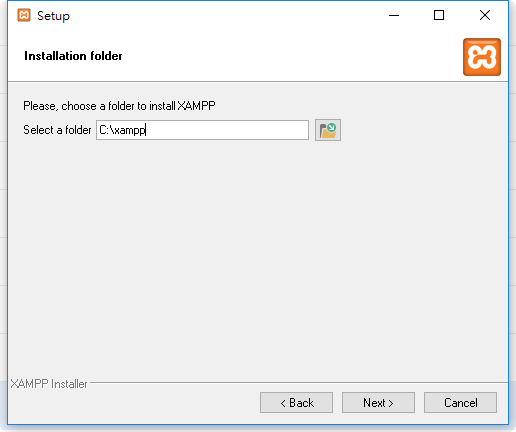 Setup
Installation folder
Please, choose a folder to install XAMPP
Select a folder C:\xampp
XAMPP Installer
< Back Next > Cancel